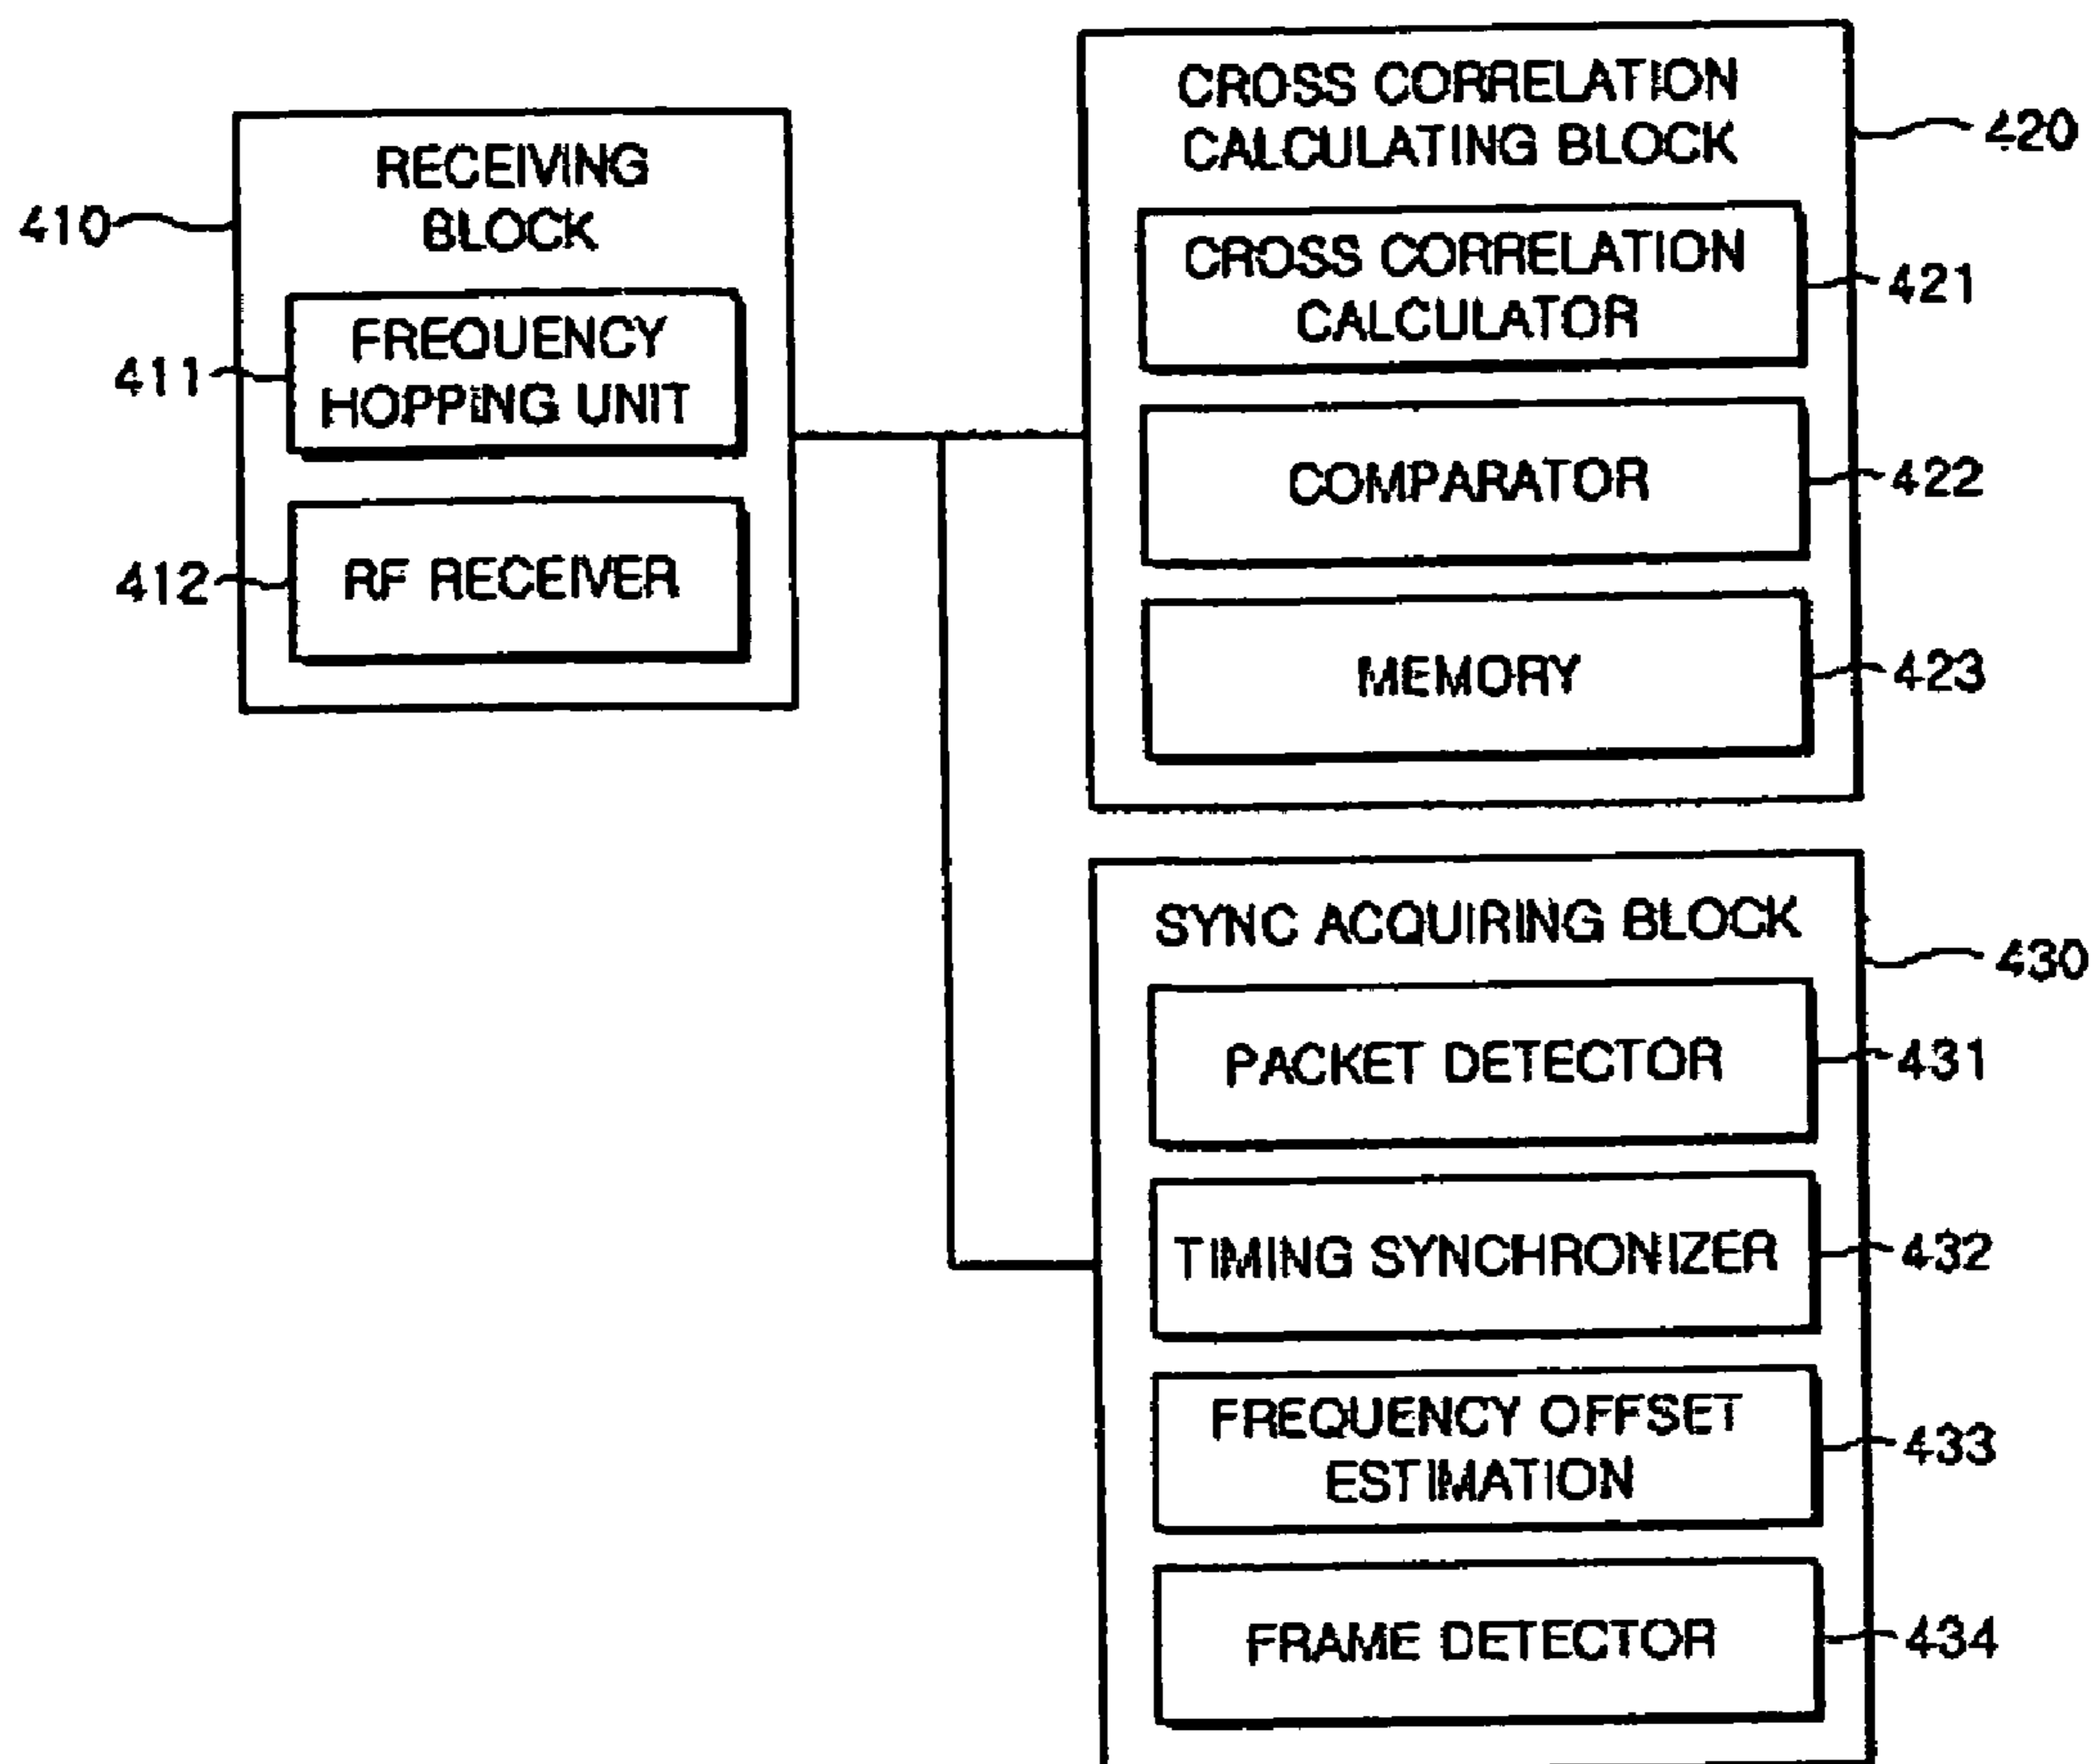 RECEIVING
BLOCK
410
FREQUENCY
HOPPING UNIT
411
RF RECEIVER
412
CROSS CORRELATION
CALCULATING BLOCK
420
CROSS CORRELATION
CALCULATOR
421
COMPARATOR
422
MEMORY
423
SYNC ACQUIRING BLOCK
430
PACKET DETECTOR
431
TIMING SYNCHRONIZER
432
FREQUENCY OFFSET
ESTIMATION
433
FRAME DETECTOR
434